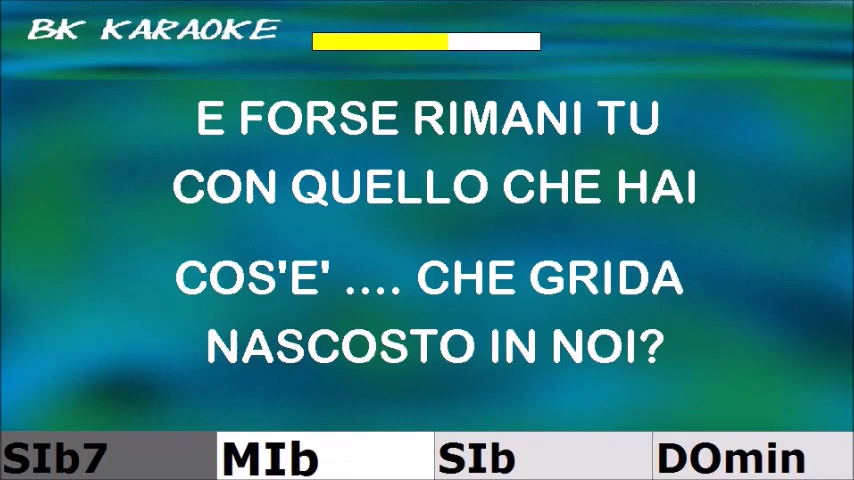 BK KARAOKE
E FORSE RIMANI TU
CON QUELLO CHE HAI
COS'E' .... CHE GRIDA
NASCOSTO IN NOI?
SIb7 MIb SIb DOmin